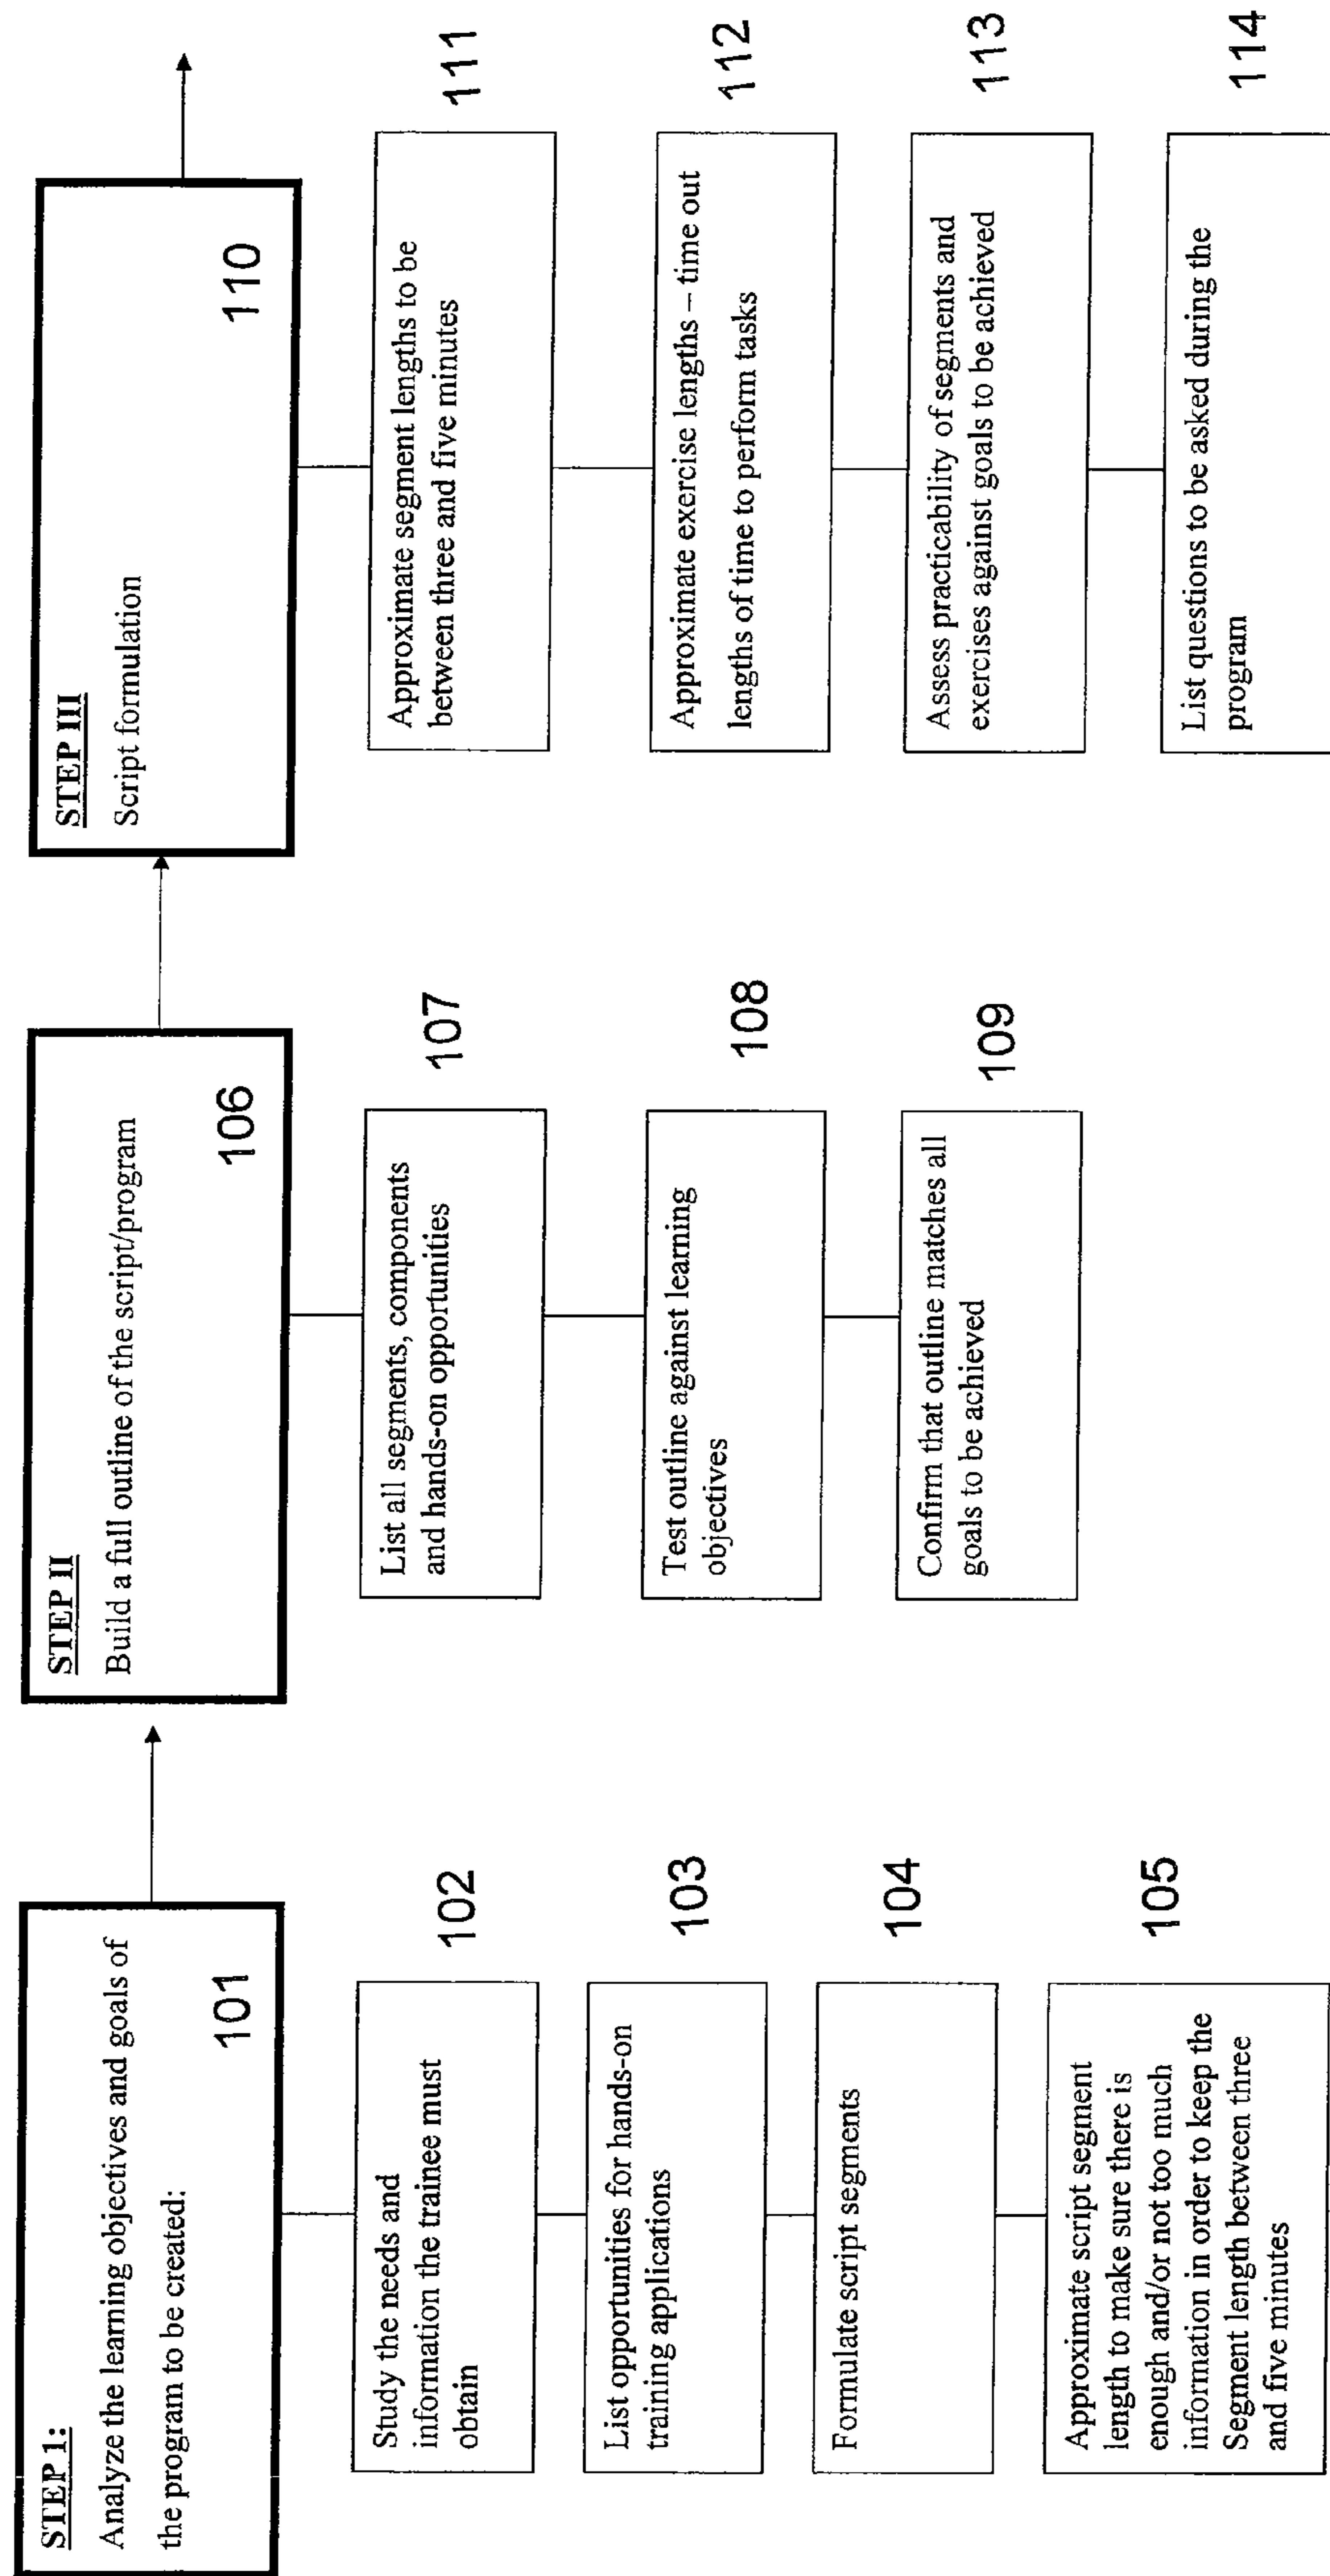 STEP 1:
Analyze the learning objectives and goals of
the program to be created:
101
Study the needs and
information the trainee must
obtain
102
List opportunities for hands-on
training applications
103
Formulate script segments
104
Approximate script segment
length to make sure there is
enough and/or not too much
information in order to keep the
Segment length between three
and five minutes
105
STEP II
Build a full outline of the script/program
106
List all segments, components
and hands-on opportunities
107
Test outline against learning
objectives
108
Confirm that outline matches all
goals to be achieved
109
STEP III
Script formulation
110
Approximate segment lengths to be
between three and five minutes
111
Approximate exercise lengths – time out
lengths of time to perform tasks
112
Assess practicability of segments and
exercises against goals to be achieved
113
List questions to be asked during the
program
114